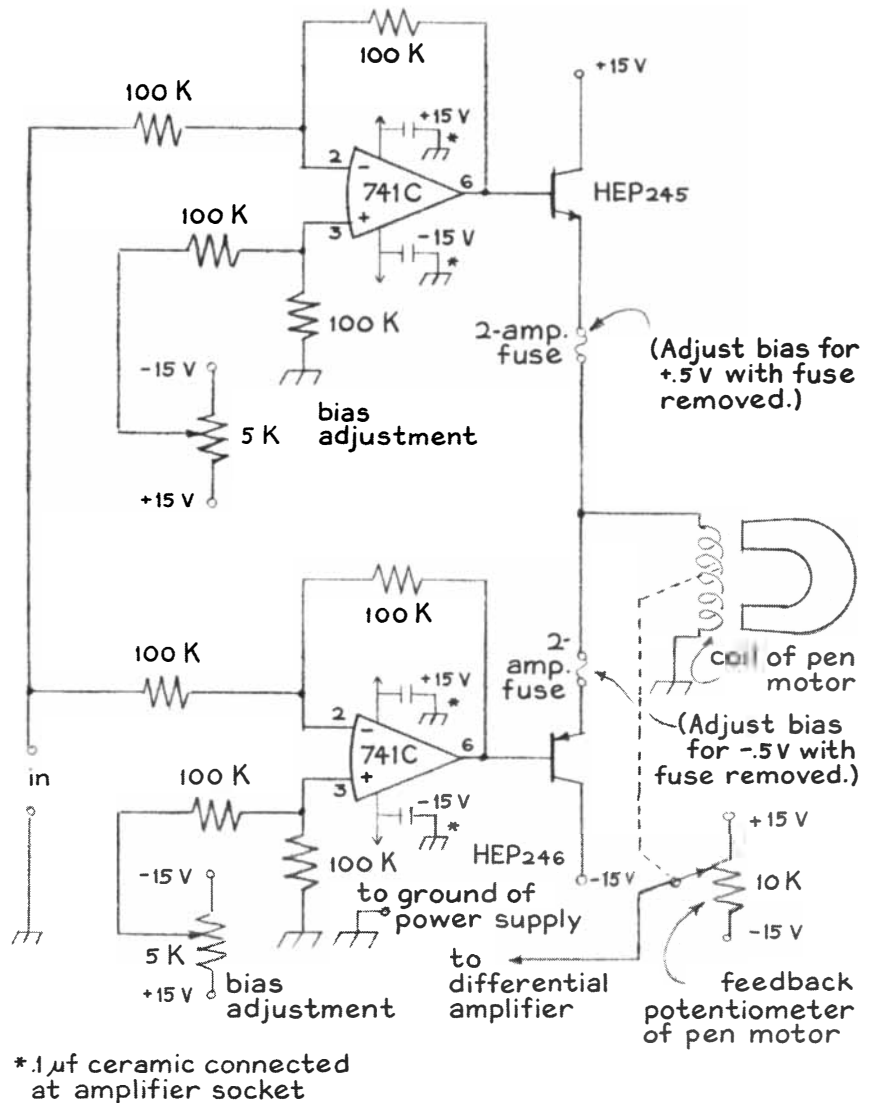 100 K
100 K
+15 V
*
2
-
741C
6
+
3
-15 V
*
100 K
100 K
+15 V
HEP245
2-amp.
fuse
(Adjust bias for
+.5 V with fuse
removed.)
-15 V
5 K
+15 V
bias
adjustment
100 K
100 K
+15 V
*
2
-
741C
6
+
3
-15 V
*
in
100 K
100 K
-15 V
5 K
+15 V
bias
adjustment
2-
amp.
fuse
coil of pen
motor
(Adjust bias
for -.5V with
fuse removed.)
HEP246
-15 V
to ground of
power supply
+15 V
10 K
-15 V
to
differential
amplifier
feedback
potentiometer
of pen motor
*.1 µf ceramic connected
at amplifier socket